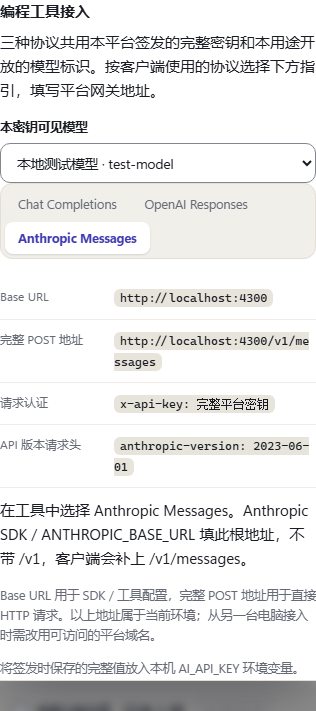 编程工具接入
三种协议共用本平台签发的完整密钥和本用途开
放的模型标识。按客户端使用的协议选择下方指
引，填写平台网关地址。
本密钥可见模型
本地测试模型 · test-model
Chat Completions OpenAI Responses
Anthropic Messages
Base URL http://localhost:4300
完整 POST 地址 http://localhost:4300/v1/me
ssages
请求认证 x-api-key: 完整平台密钥
API 版本请求头 anthropic-version: 2023-06-
01
在工具中选择 Anthropic Messages。Anthropic
SDK / ANTHROPIC_BASE_URL 填此根地址，不
带 /v1，客户端会补上 /v1/messages。
Base URL 用于 SDK / 工具配置，完整 POST 地址用于直接
HTTP 请求。以上地址属于当前环境；从另一台电脑接入
时需改用可访问的平台域名。
将签发时保存的完整值放入本机 AI_API_KEY 环境变量。